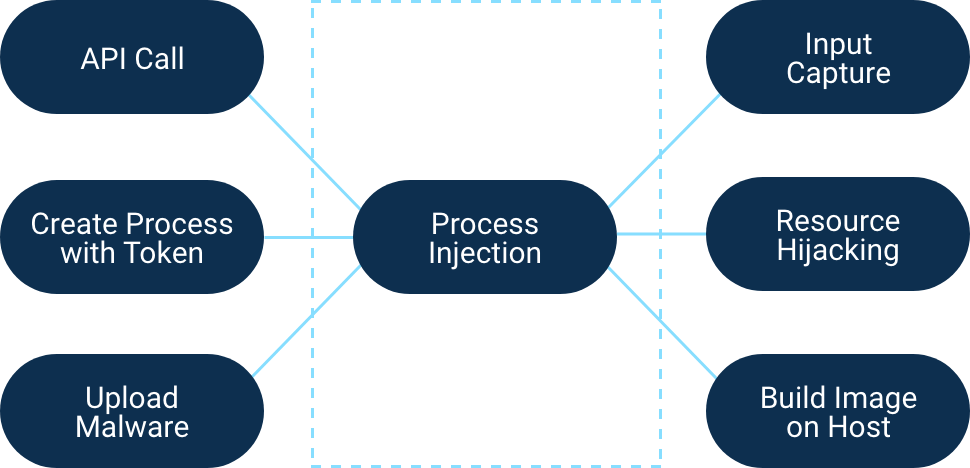 API Call
Create Process
with Token
Upload
Malware
Process
Injection
Input
Capture
Resource
Hijacking
Build Image
on Host